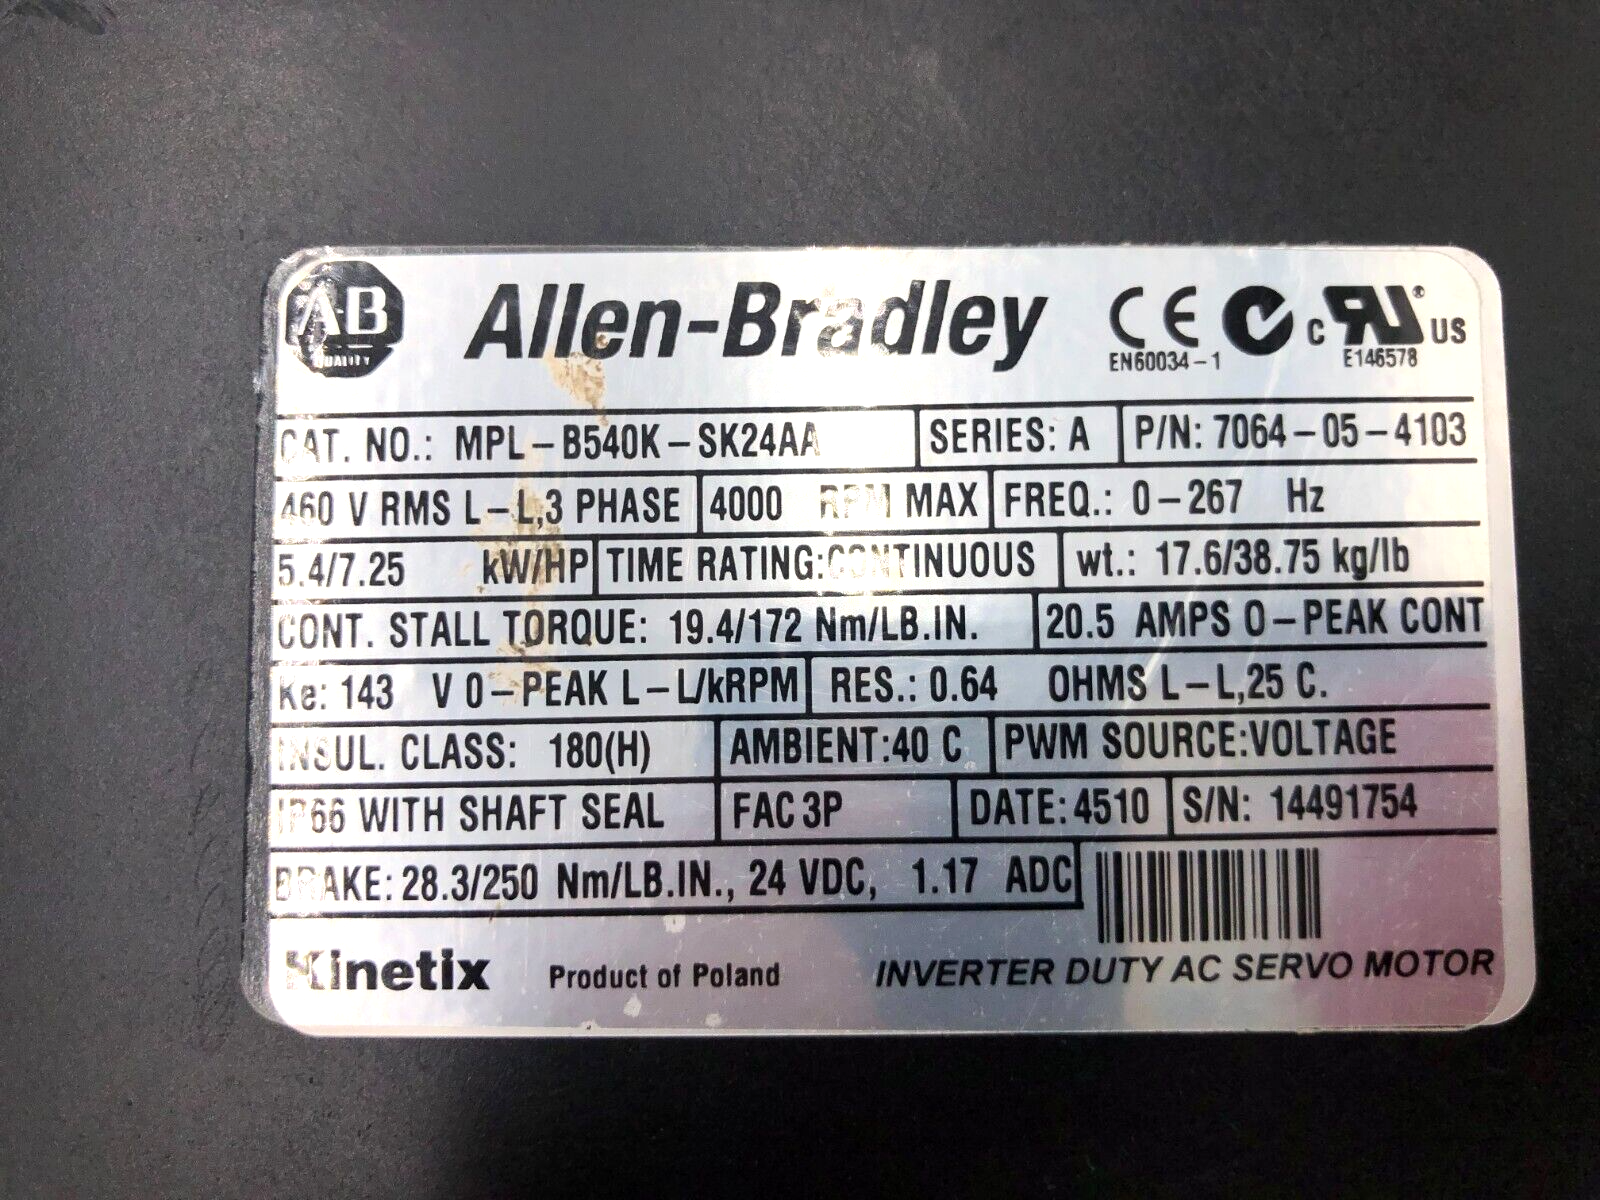 AB
QUALITY
Allen-Bradley
CE
EN60034-1
C RU® US
E146578
CAT. NO.: MPL-B540K-SK24AA SERIES: A P/N: 7064-05-4103
460 V RMS L-L,3 PHASE 4000 RPM MAX FREQ.: 0-267 Hz
5.4/7.25 kW/HP TIME RATING:CONTINUOUS wt.: 17.6/38.75 kg/lb
CONT. STALL TORQUE: 19.4/172 Nm/LB.IN. 20.5 AMPS 0-PEAK CONT
Ke: 143 V 0-PEAK L-L/kRPM RES.: 0.64 OHMS L-L,25 C.
INSUL. CLASS: 180(H) AMBIENT:40 C PWM SOURCE:VOLTAGE
IP66 WITH SHAFT SEAL FAC 3P DATE:4510 S/N: 14491754
BRAKE: 28.3/250 Nm/LB.IN., 24 VDC, 1.17 ADC
Kinetix Product of Poland INVERTER DUTY AC SERVO MOTOR